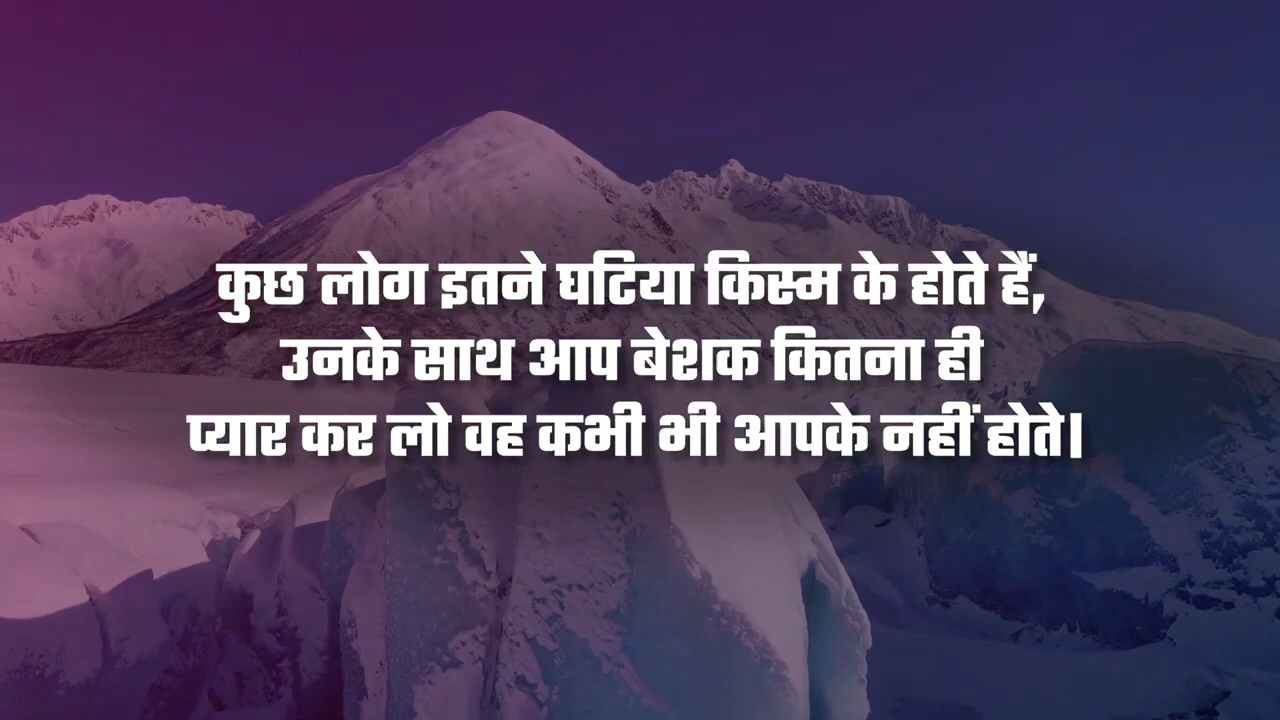 कुछ लोग इतने घटिया किस्म के होते हैं,
उनके साथ आप बेशक कितना ही
प्यार कर लो वह कभी भी आपके नहीं होते।